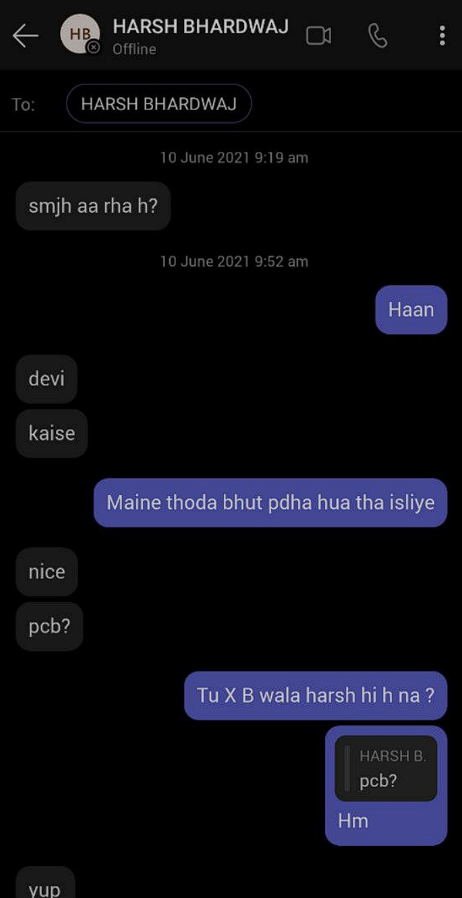 HB
HARSH BHARDWAJ
Offline
To:
HARSH BHARDWAJ
10 June 2021 9:19 am
smjh aa rha h?
10 June 2021 9:52 am
Haan
devi
kaise
Maine thoda bhut pdha hua tha isliye
nice
pcb?
Tu X B wala harsh hi h na ?
HARSH B.
pcb?
Hm
yup